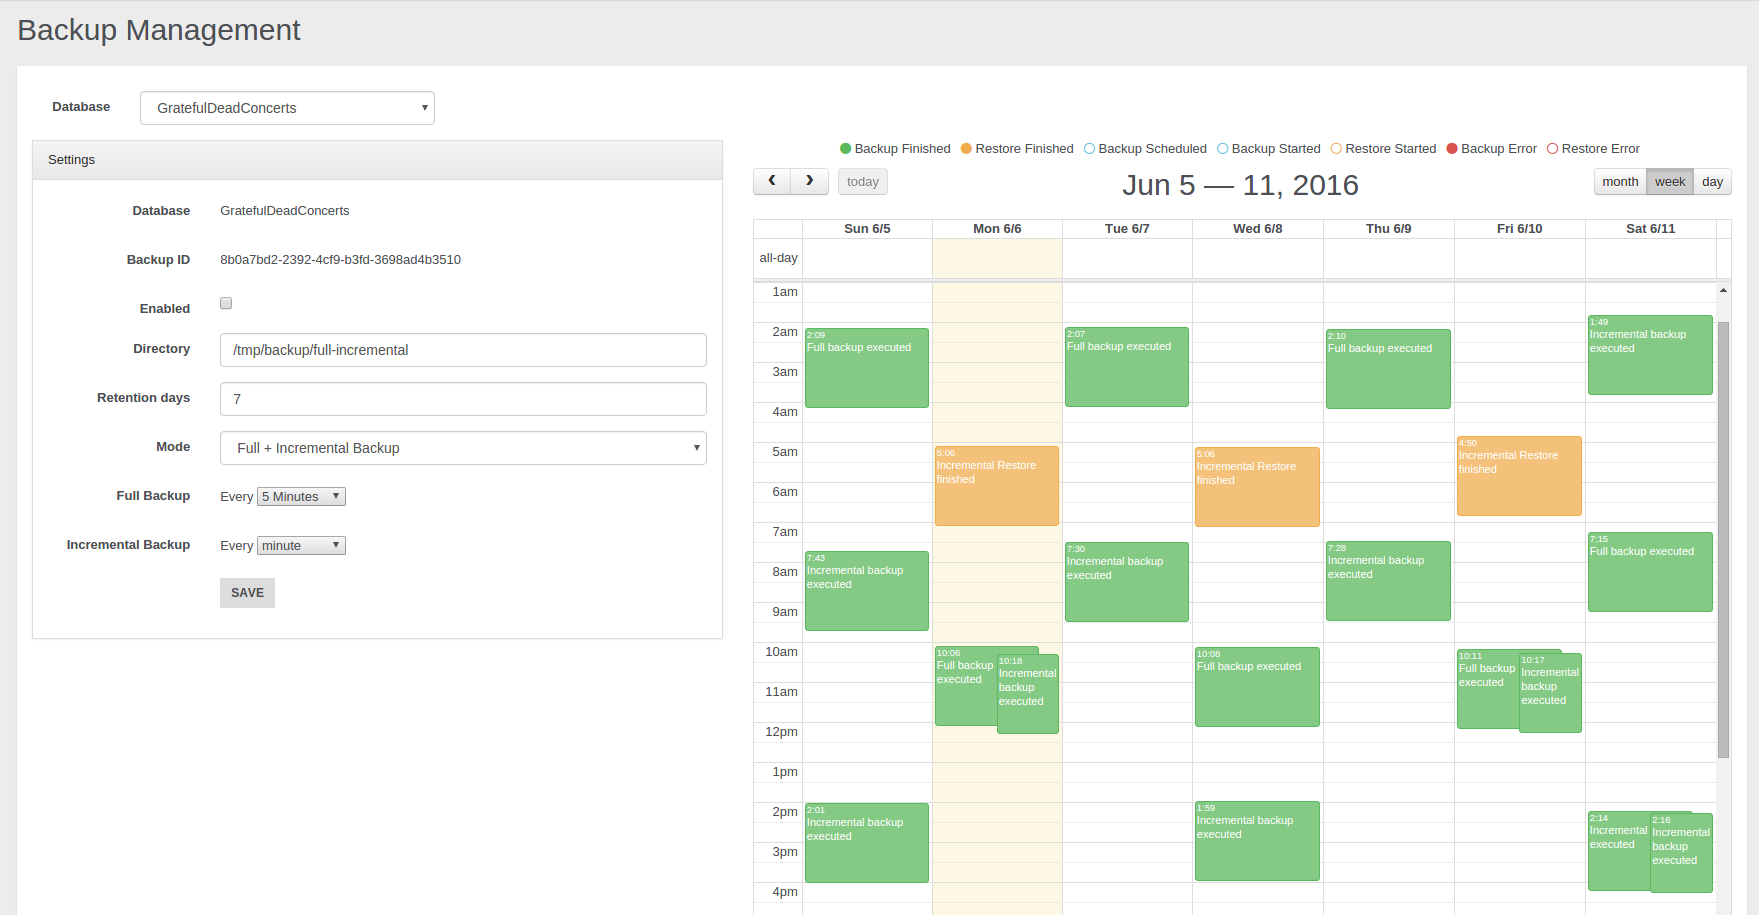 Backup Management
Database
GratefulDeadConcerts
Settings
Database
GratefulDeadConcerts
Backup ID
8b0a7bd2-2392-4cf9-b3fd-3698ad4b3510
Enabled
Directory
/tmp/backup/full-incremental
Retention days
7
Mode
Full + Incremental Backup
Full Backup
Every 5 Minutes
Incremental Backup
Every minute
SAVE
Backup Finished Restore Finished Backup Scheduled Backup Started Restore Started Backup Error Restore Error
today
Jun 5 — 11, 2016
month week day
Sun 6/5 Mon 6/6 Tue 6/7 Wed 6/8 Thu 6/9 Fri 6/10 Sat 6/11
all-day
1am
2am
3am
4am
5am
6am
7am
8am
9am
10am
11am
12pm
1pm
2pm
3pm
4pm
2:09
Full backup executed
7:43
Incremental backup
executed
2:01
Incremental backup
executed
5:06
Incremental Restore
finished
10:06
Full backup
executed
10:18
Incremental
backup
executed
2:07
Full backup executed
7:30
Incremental backup
executed
5:06
Incremental Restore
finished
10:08
Full backup executed
1:59
Incremental backup
executed
2:10
Full backup executed
7:28
Incremental backup
executed
4:50
Incremental Restore
finished
10:11
Full backup
executed
10:17
Incremental
backup
executed
1:49
Incremental backup
executed
7:15
Full backup executed
2:14
Incremental
executed
2:16
Incremental
backup
executed